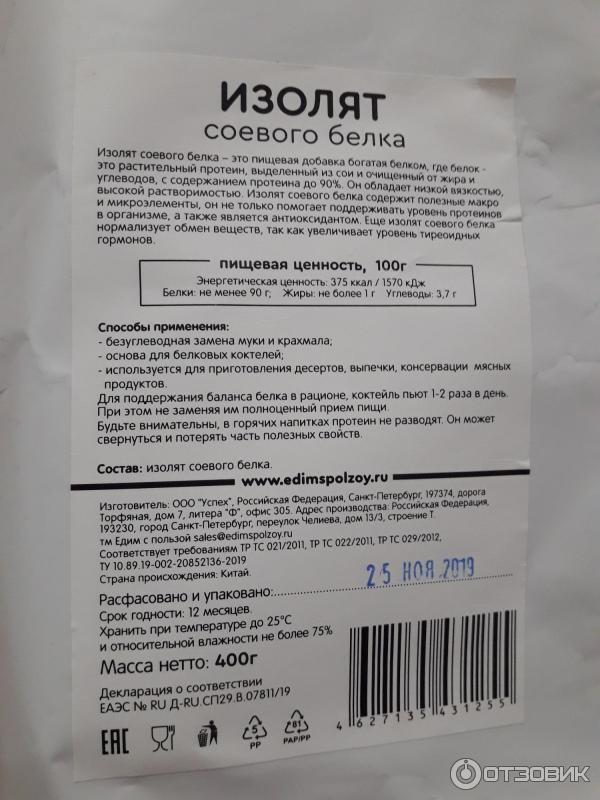 ИЗОЛЯТ
соевого белка
Изолят соевого белка – это пищевая добавка богатая белком, где белок -
это растительный протеин, выделенный из сои и очищенный от жира и
углеводов, с содержанием протеина до 90%. Он обладает низкой вязкостью,
высокой растворимостью. Изолят соевого белка содержит полезные макро
и микроэлементы, он не только помогает поддерживать уровень протеинов
в организме, а также является антиоксидантом. Еще изолят соевого белка
нормализует обмен веществ, так как увеличивает уровень тиреоидных
гормонов.
пищевая ценность, 100г
Энергетическая ценность: 375 ккал / 1570 кДж
Белки: не менее 90 г; Жиры: не более 1 г Углеводы: 3,7 г
Способы применения:
- безуглеводная замена муки и крахмала;
- основа для белковых коктелей;
- используется для приготовления десертов, выпечки, консервации мясных
продуктов.
Для поддержания баланса белка в рационе, коктейль пьют 1-2 раза в день.
При этом не заменяя им полноценный прием пищи.
Будьте внимательны, в горячих напитках протеин не разводят. Он может
свернуться и потерять часть полезных свойств.
Состав: изолят соевого белка.
www.edimspolzoy.ru
Изготовитель: ООО "Успех", Российская Федерация, Санкт-Петербург, 197374, дорога
Торфяная, дом 7, литера "Ф", офис 305. Адрес производства: Российская Федерация,
193230, город Санкт-Петербург, переулок Челиева, дом 13/3, строение Т.
тм Едим с пользой sales@edimspolzoy.ru
Соответствует требованиям ТР ТС 021/2011, ТР ТС 022/2011, ТР ТС 029/2012,
ТУ 10.89.19-002-20852136-2019
Страна происхождения: Китай.
Расфасовано и упаковано: 25 НОЯ 2019
Срок годности: 12 месяцев.
Хранить при температуре до 25°С
и относительной влажности не более 75%
Масса нетто: 400г
Декларация о соответствии
ЕАЭС № RU Д-RU.СП29.В.07811/19
4 627135 431255
EAC
5
PP
81
PAP/PP
ОТЗОВИК